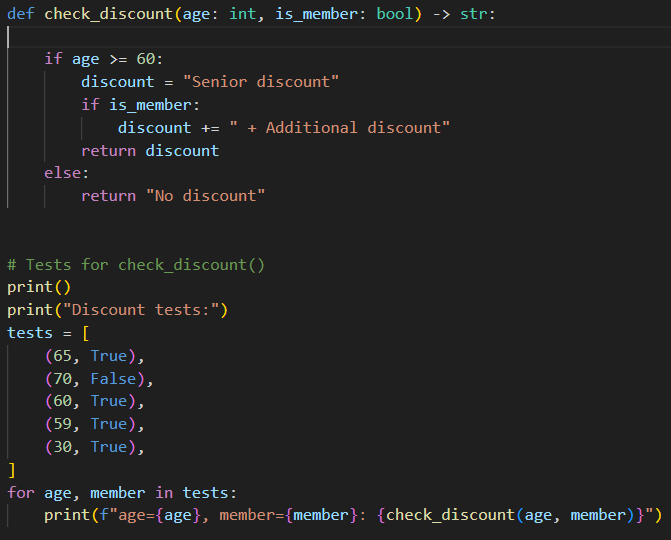 def check_discount(age: int, is_member: bool) -> str:
    if age >= 60:
        discount = "Senior discount"
        if is_member:
            discount += " + Additional discount"
        return discount
    else:
        return "No discount"
# Tests for check_discount()
print()
print("Discount tests:")
tests = [
    (65, True),
    (70, False),
    (60, True),
    (59, True),
    (30, True),
]
for age, member in tests:
    print(f"age={age}, member={member}: {check_discount(age, member)}")